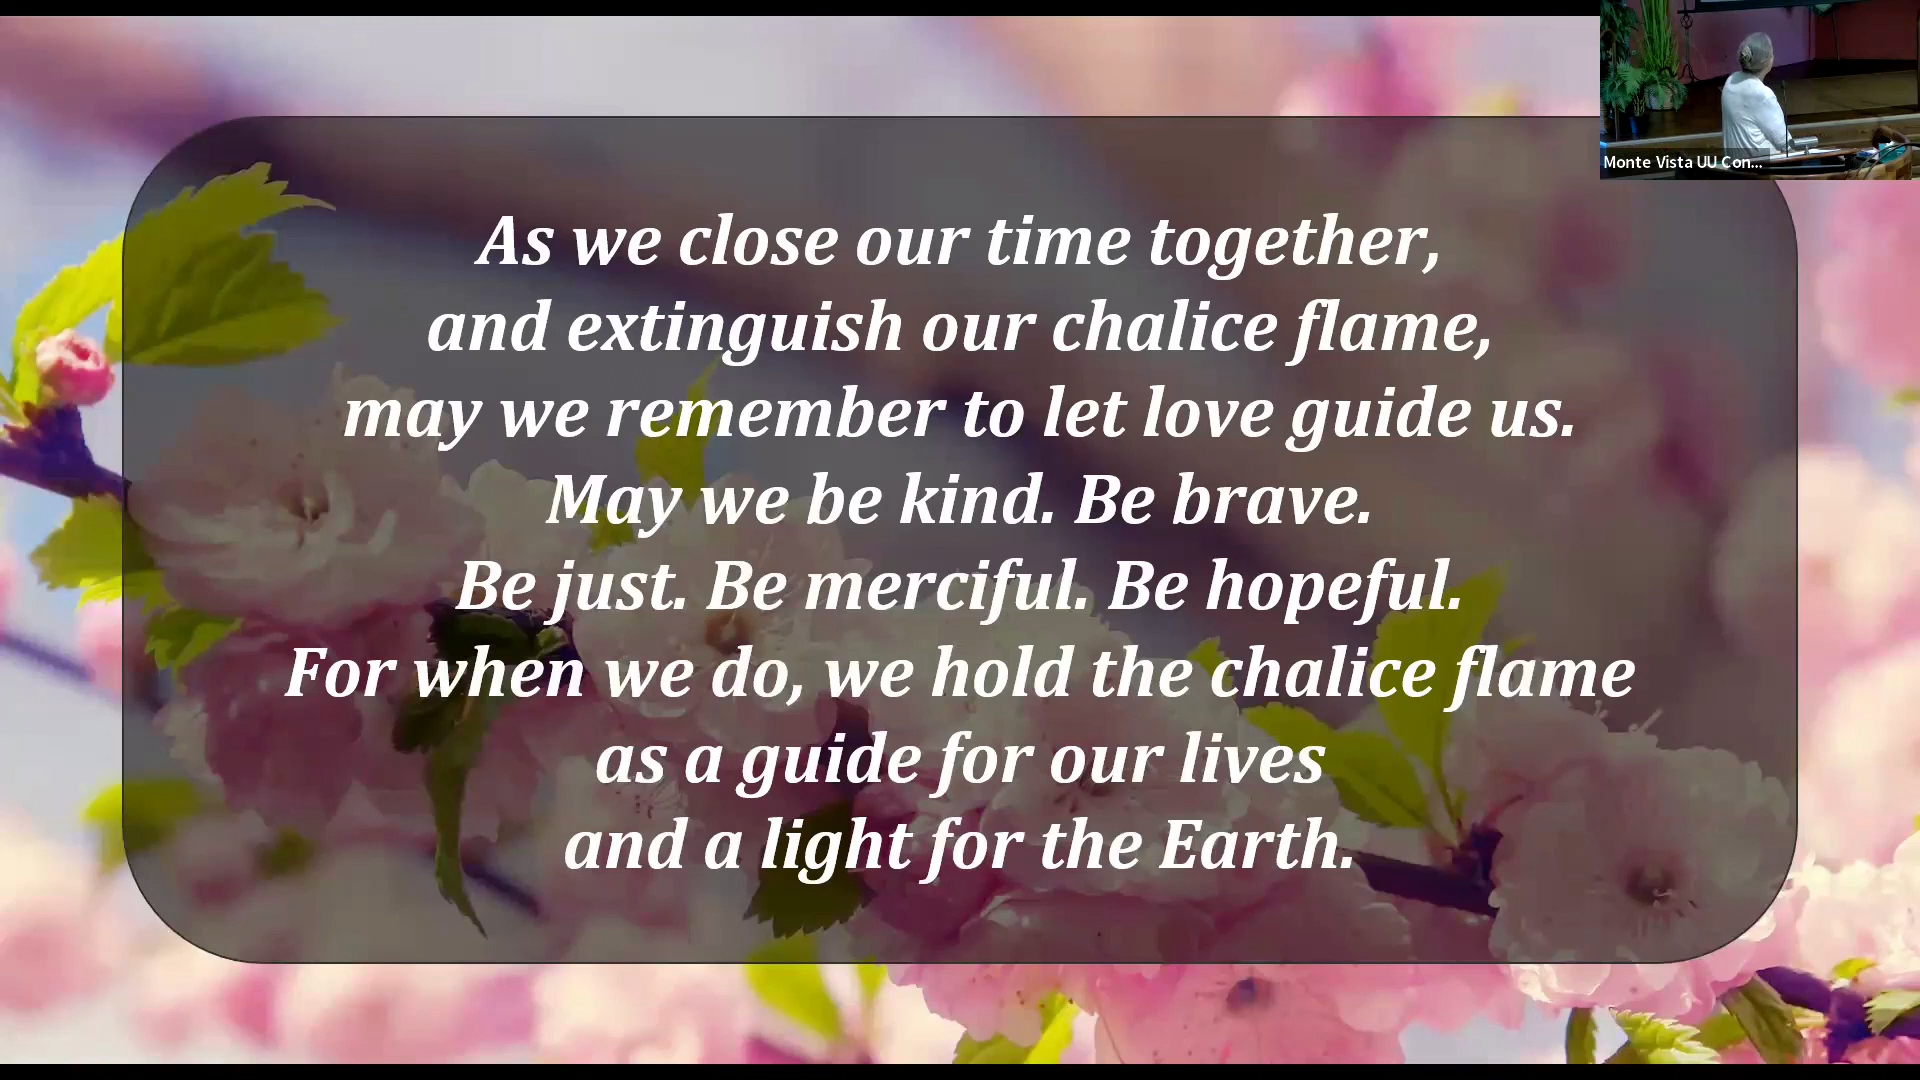 As we close our time together,
and extinguish our chalice flame,
may we remember to let love guide us.
May we be kind. Be brave.
Be just. Be merciful. Be hopeful.
For when we do, we hold the chalice flame
as a guide for our lives
and a light for the Earth.
Monte Vista UU Con...